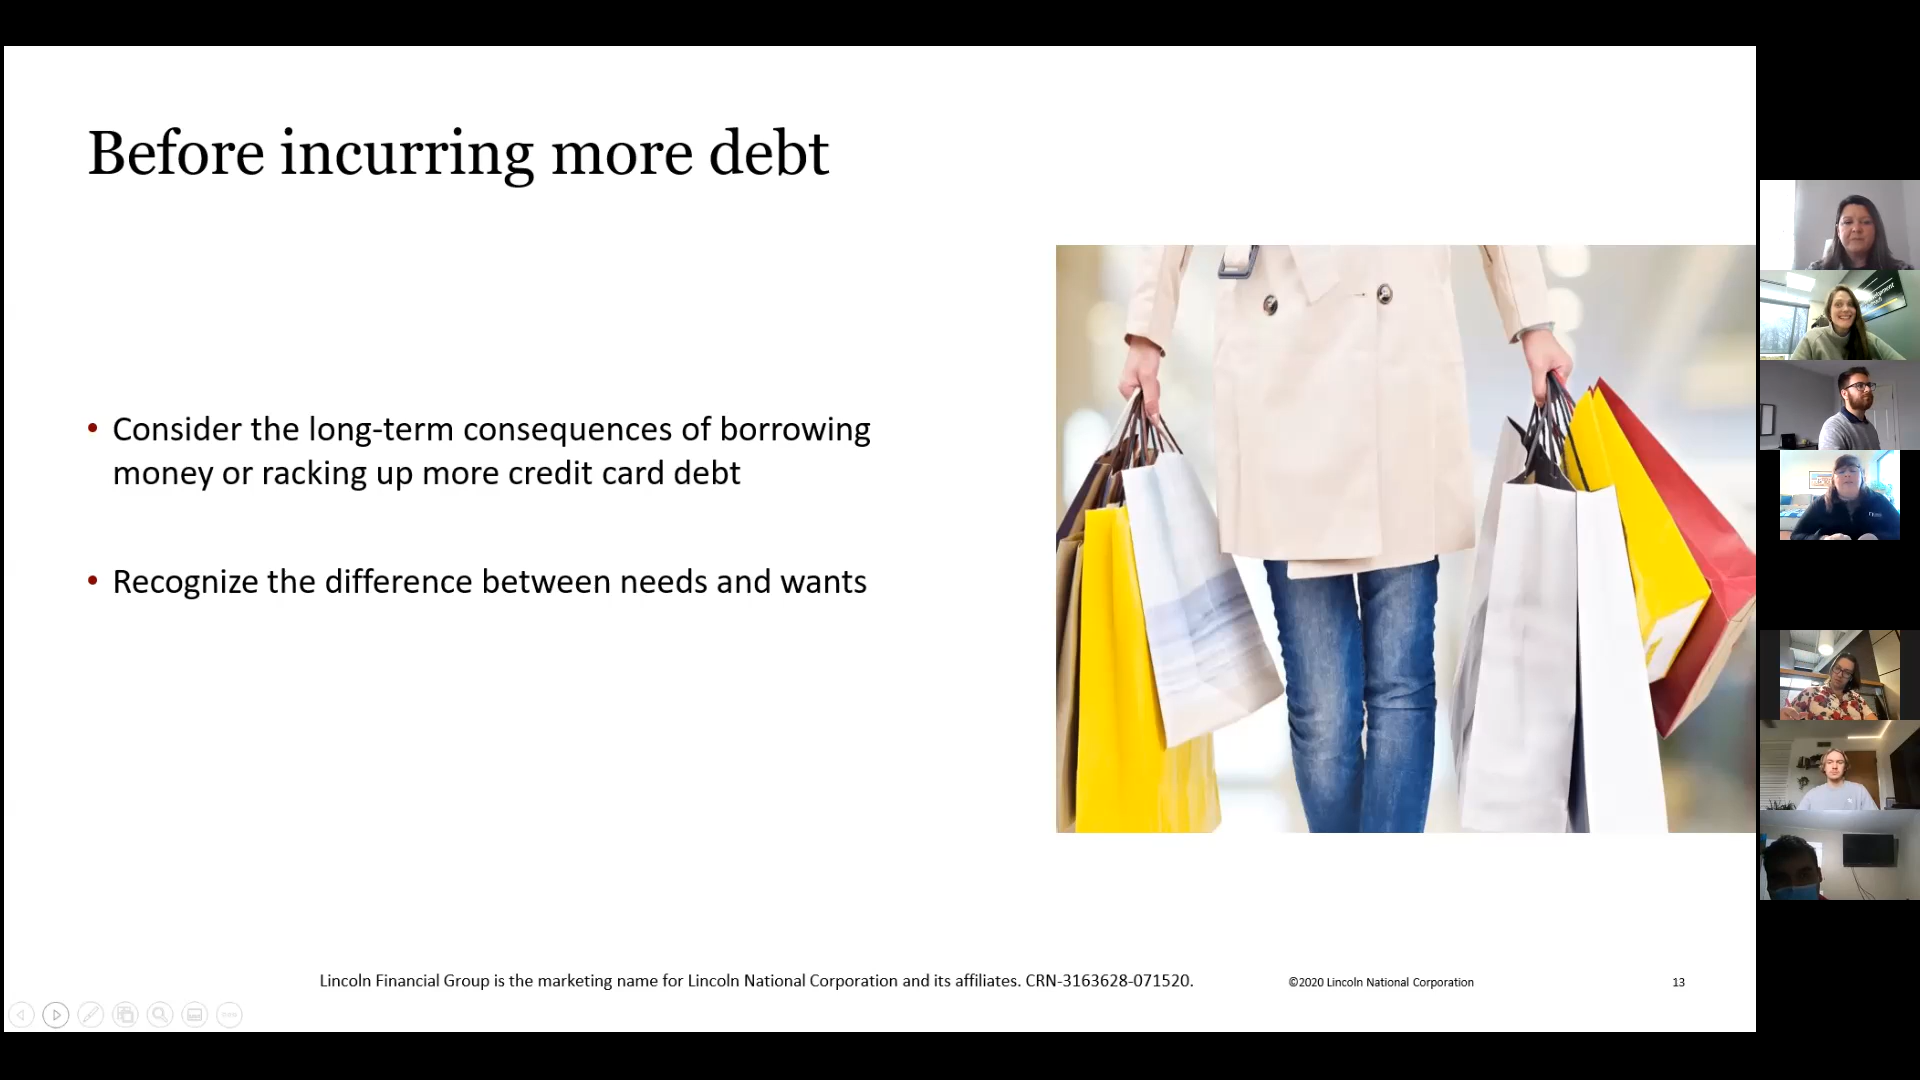 Before incurring more debt
• Consider the long-term consequences of borrowing
money or racking up more credit card debt
• Recognize the difference between needs and wants
Lincoln Financial Group is the marketing name for Lincoln National Corporation and its affiliates. CRN-3163628-071520.
©2020 Lincoln National Corporation
13